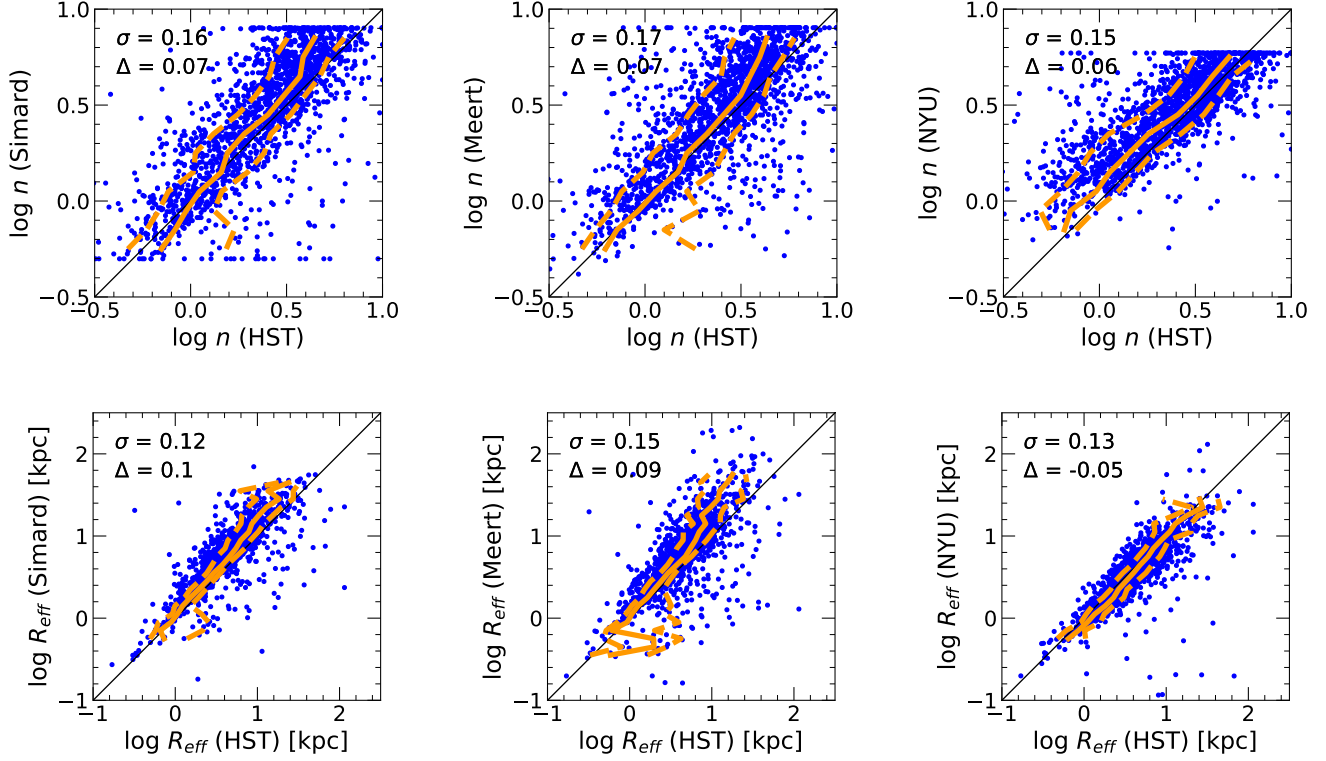 σ = 0.16
Δ = 0.07
1.0
0.5
0.0
−0.5
−0.5 0.0 0.5 1.0
log n (Simard)
log n (HST)
σ = 0.17
Δ = 0.07
1.0
0.5
0.0
−0.5
−0.5 0.0 0.5 1.0
log n (Meert)
log n (HST)
σ = 0.15
Δ = 0.06
1.0
0.5
0.0
−0.5
−0.5 0.0 0.5 1.0
log n (NYU)
log n (HST)
σ = 0.12
Δ = 0.1
2
1
0
−1
−1 0 1 2
log R_eff (Simard) [kpc]
log R_eff (HST) [kpc]
σ = 0.15
Δ = 0.09
2
1
0
−1
−1 0 1 2
log R_eff (Meert) [kpc]
log R_eff (HST) [kpc]
σ = 0.13
Δ = -0.05
2
1
0
−1
−1 0 1 2
log R_eff (NYU) [kpc]
log R_eff (HST) [kpc]